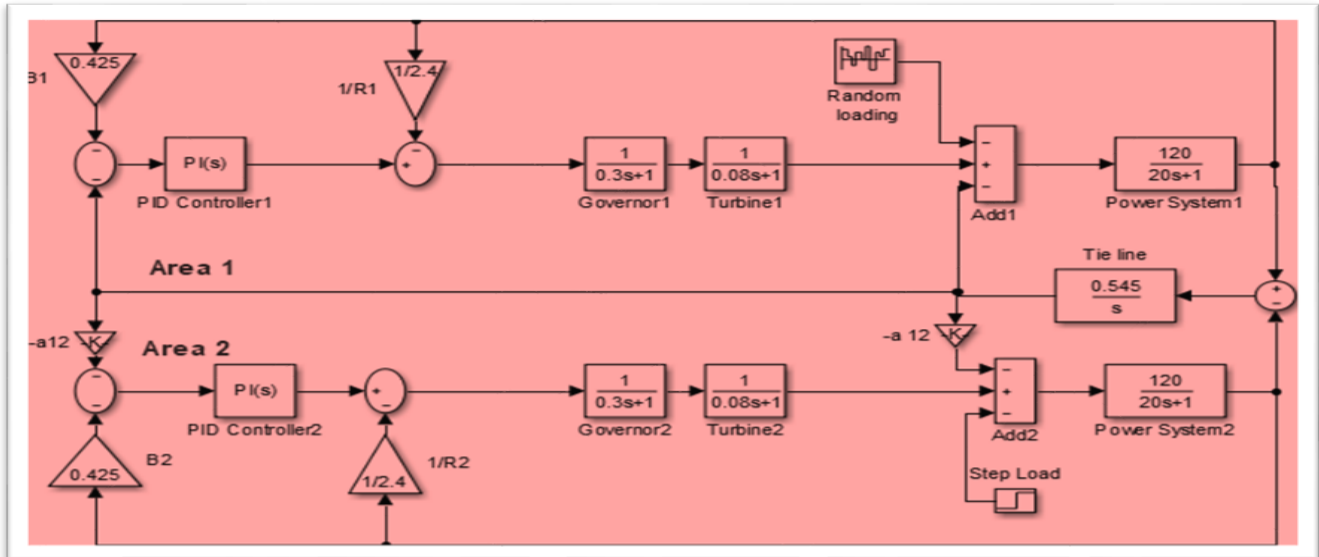 0.425
B1
1/2.4
1/R1
Random
loading
PI(s)
PID Controller1
1
0.3s+1
Governor1
1
0.08s+1
Turbine1
−
+
−
Add1
120
20s+1
Power System1
Area 1
Tie line
0.545
s
-a12
-K-
Area 2
-a 12
-K-
PI(s)
PID Controller2
1
0.3s+1
Governor2
1
0.08s+1
Turbine2
−
+
−
Add2
120
20s+1
Power System2
0.425
B2
1/2.4
1/R2
Step Load